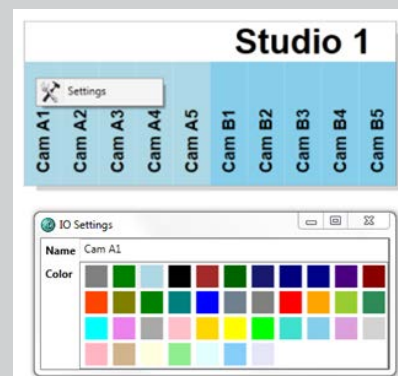 Studio 1
Settings
Cam A1
Cam A2
Cam A3
Cam A4
Cam A5
Cam B1
Cam B2
Cam B3
Cam B4
Cam B5
IO Settings
Name Cam A1
Color